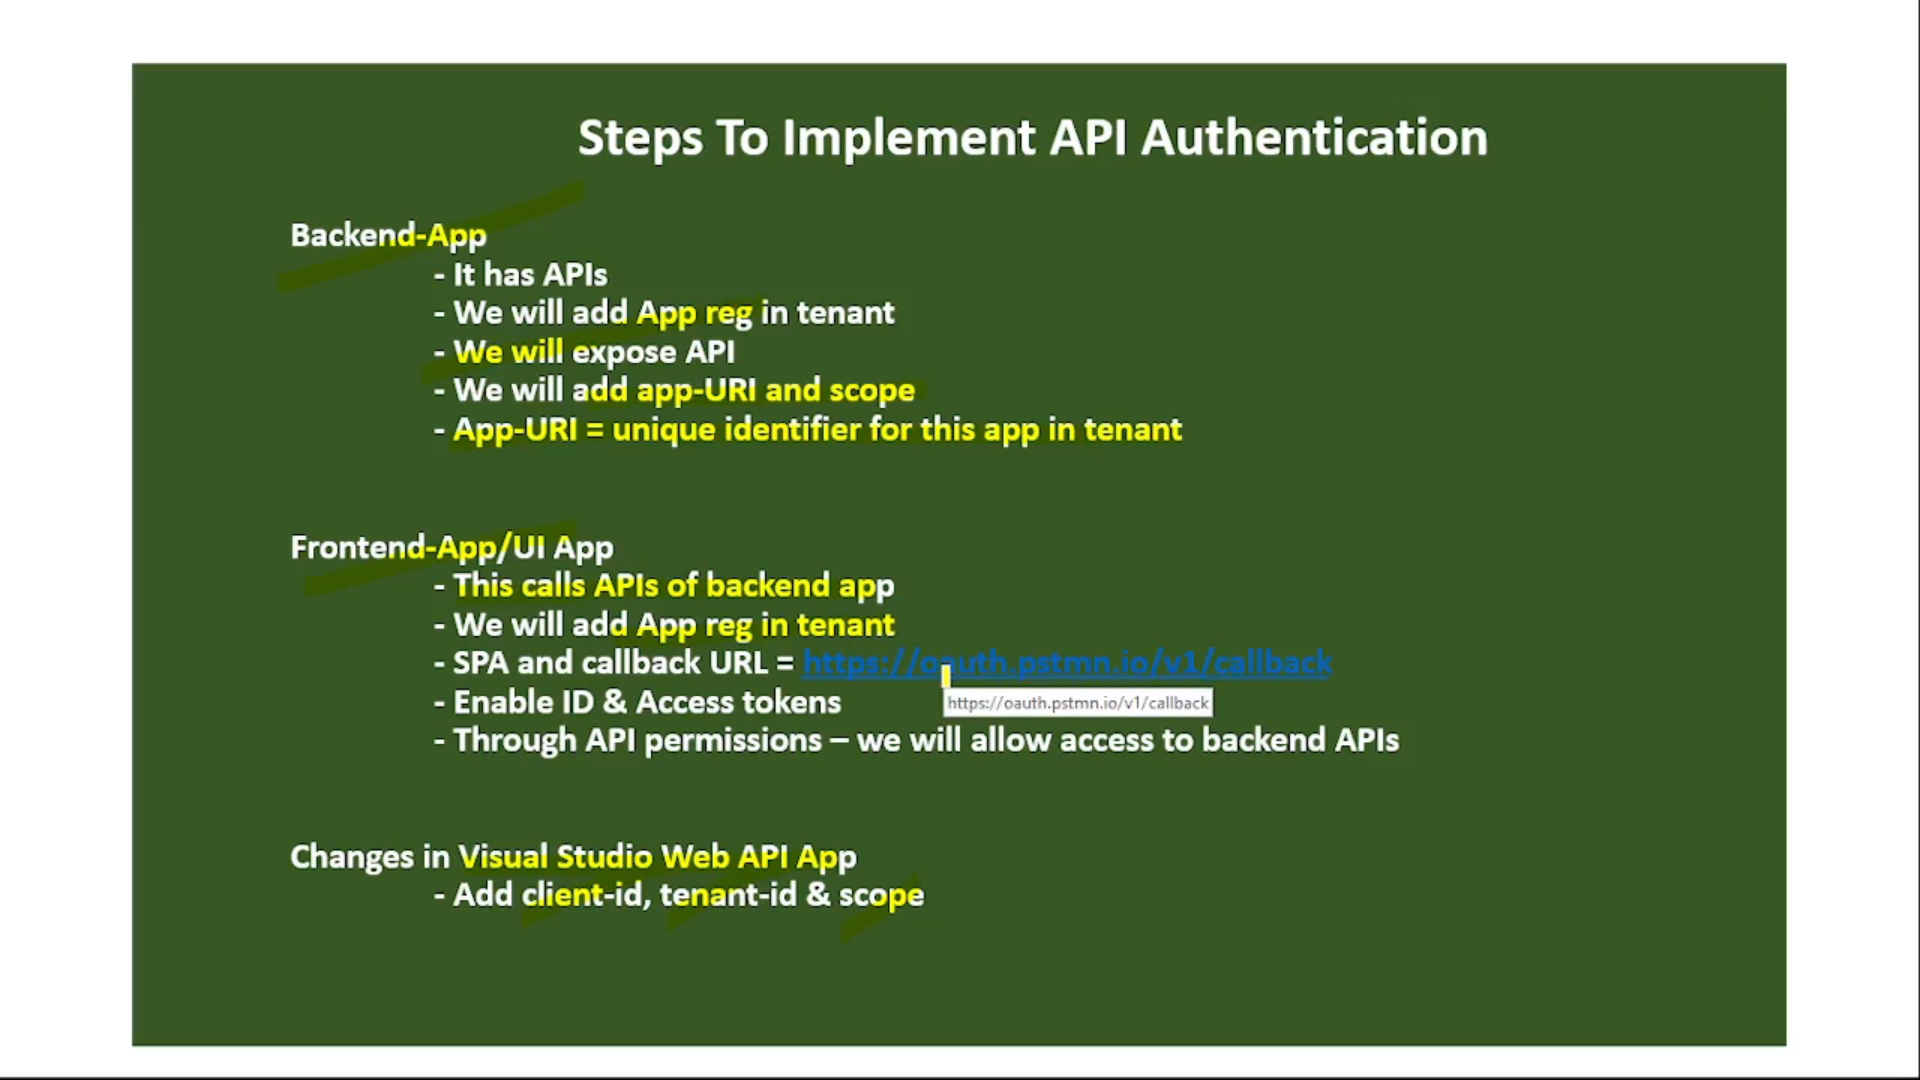 Steps To Implement API Authentication
Backend-App
- It has APIs
- We will add App reg in tenant
- We will expose API
- We will add app-URI and scope
- App-URI = unique identifier for this app in tenant
Frontend-App/UI App
- This calls APIs of backend app
- We will add App reg in tenant
- SPA and callback URL = https://oauth.pstmn.io/v1/callback
- Enable ID & Access tokens
https://oauth.pstmn.io/v1/callback
- Through API permissions – we will allow access to backend APIs
Changes in Visual Studio Web API App
- Add client-id, tenant-id & scope